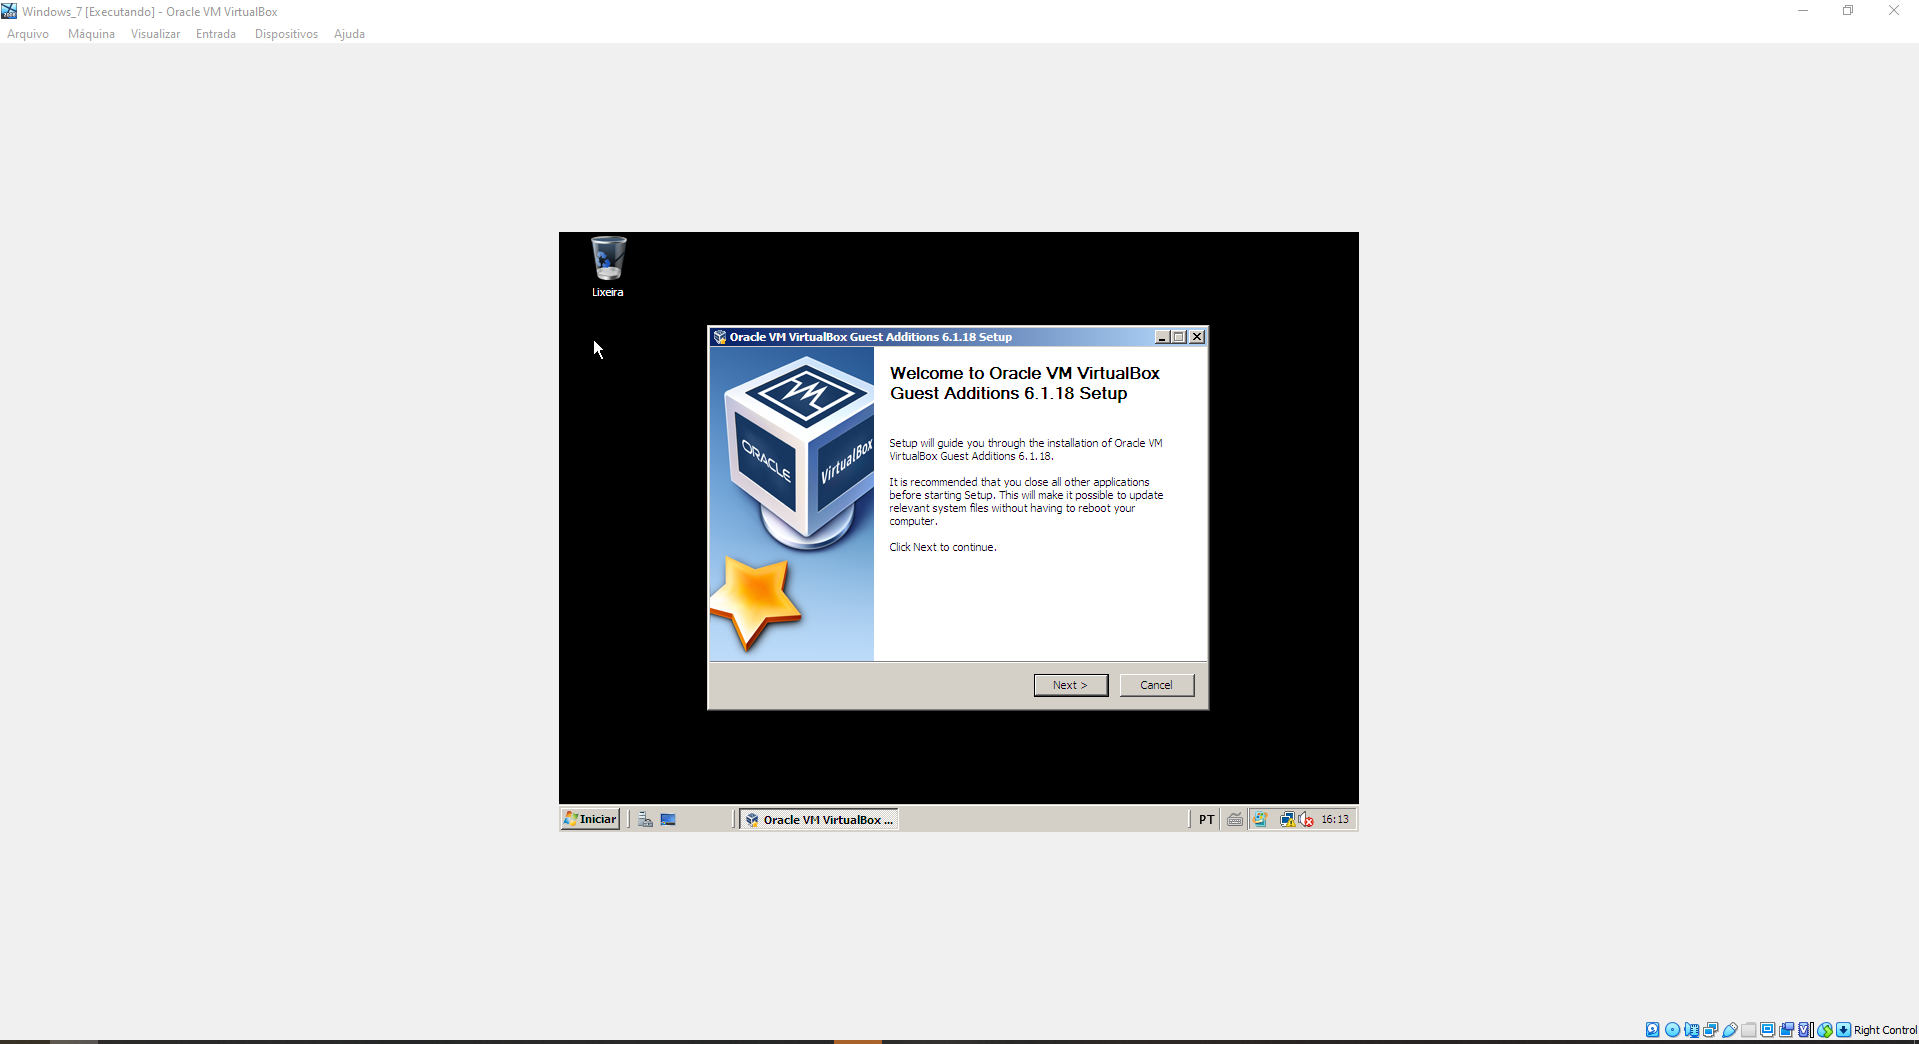 Windows_7 [Executando] - Oracle VM VirtualBox
Arquivo Máquina Visualizar Entrada Dispositivos Ajuda
Lixeira
Oracle VM VirtualBox Guest Additions 6.1.18 Setup
ORACLE
VirtualBox
Welcome to Oracle VM VirtualBox
Guest Additions 6.1.18 Setup
Setup will guide you through the installation of Oracle VM
VirtualBox Guest Additions 6.1.18.
It is recommended that you close all other applications
before starting Setup. This will make it possible to update
relevant system files without having to reboot your
computer.
Click Next to continue.
Next > Cancel
Iniciar Oracle VM VirtualBox ... PT 16:13
Right Control